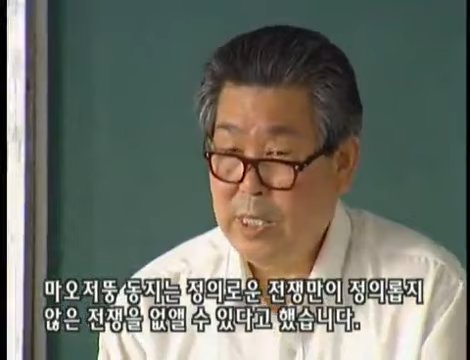 마오저뚱 동지는 정의로운 전쟁만이 정의롭지
않은 전쟁을 없앨 수 있다고 했습니다.